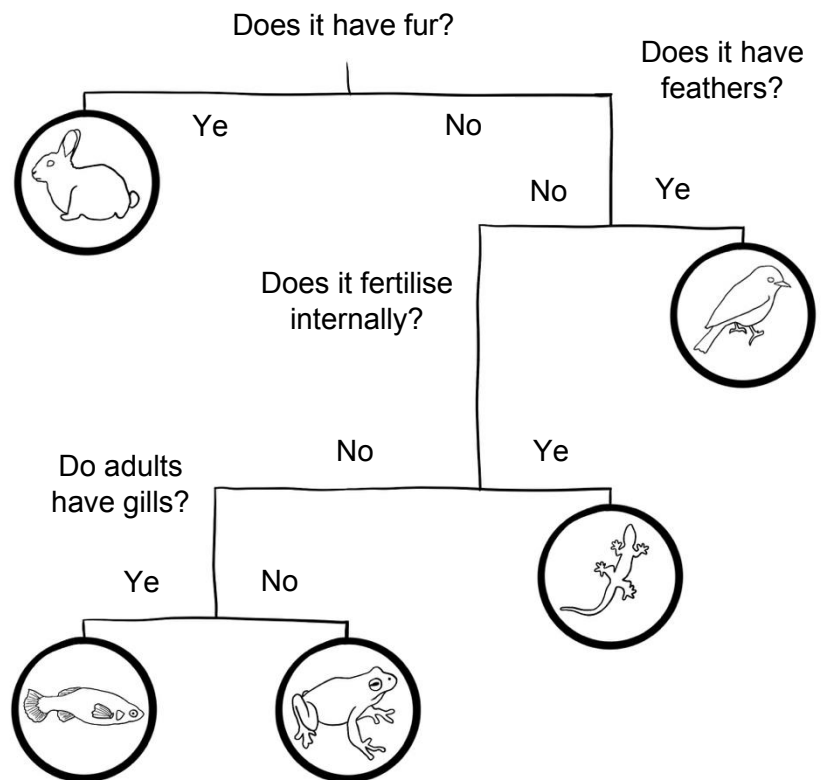 Does it have fur?
Does it have
feathers?
Ye
No
No
Ye
Does it fertilise
internally?
No
Ye
Do adults
have gills?
Ye
No